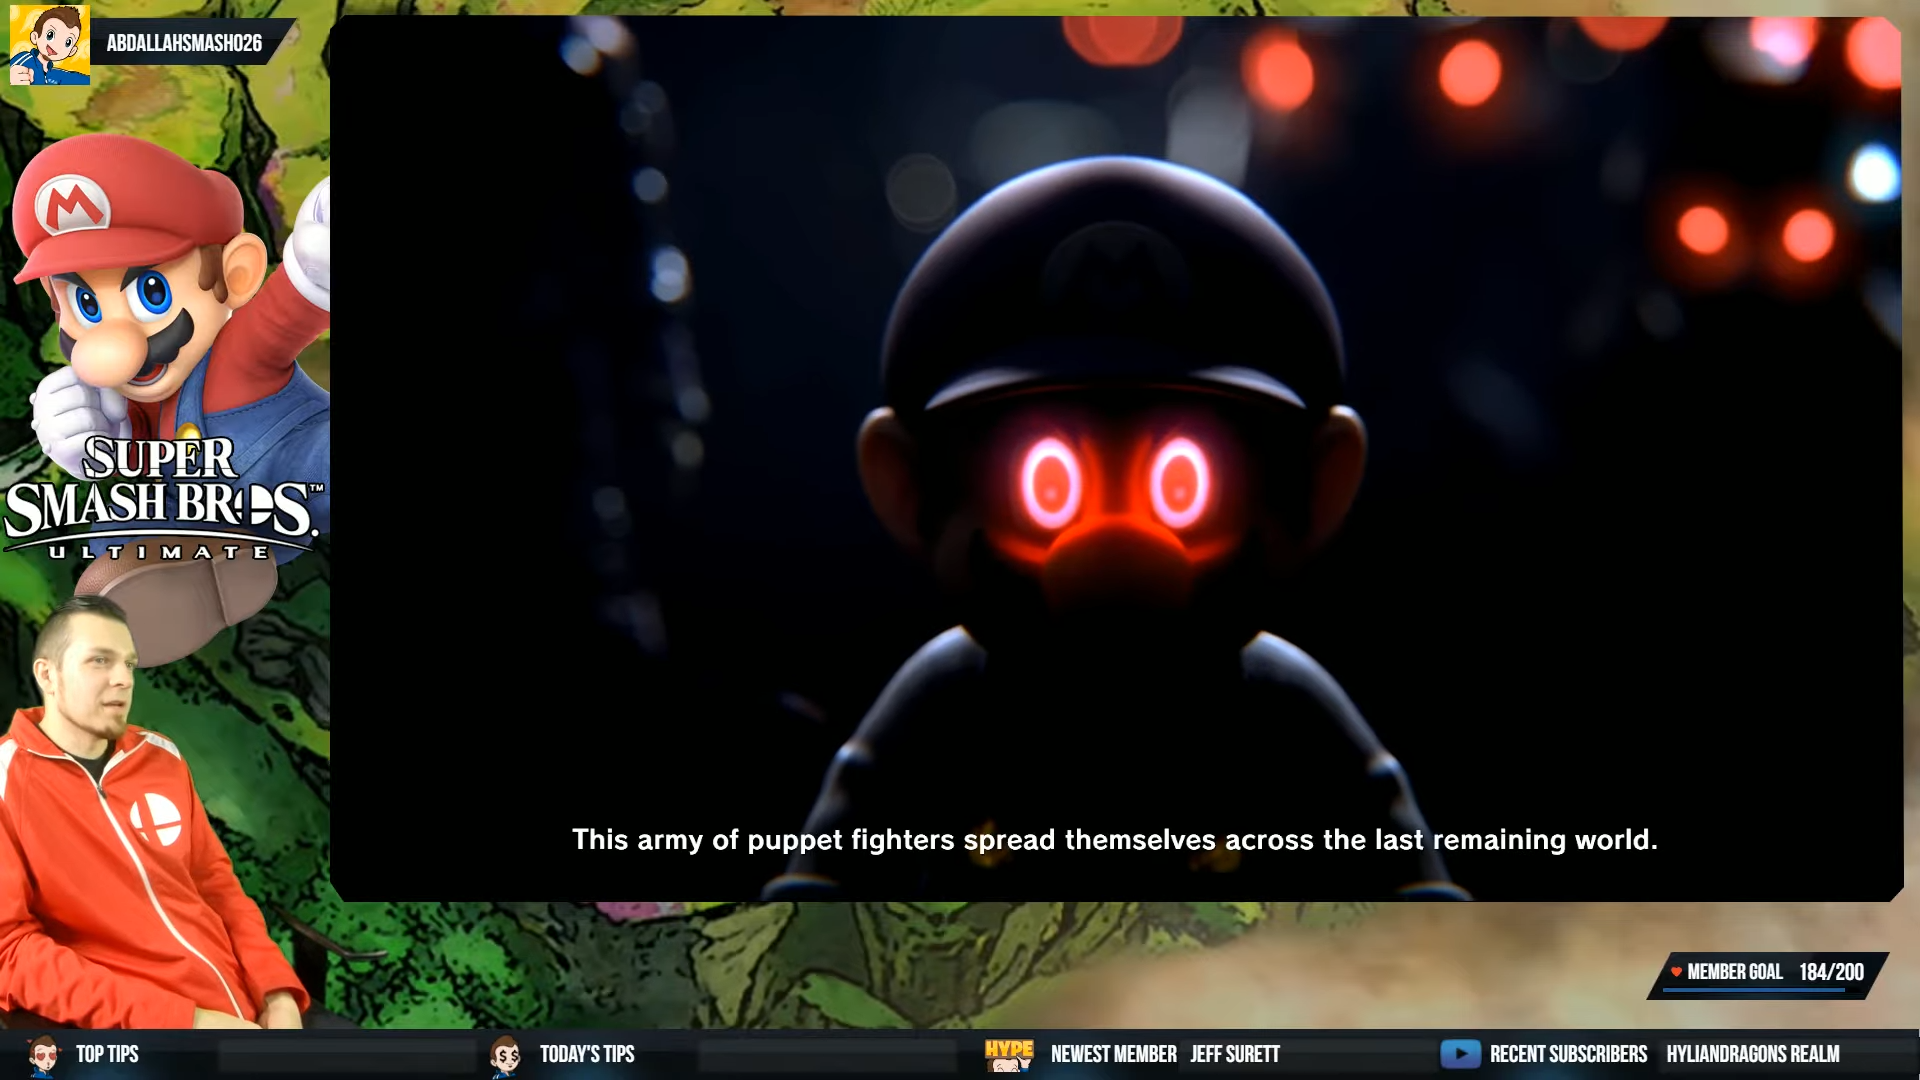 ABDALLAHSMASH026
M
SUPER
SMASH BROS.™
ULTIMATE
M
This army of puppet fighters spread themselves across the last remaining world.
MEMBER GOAL 184/200
TOP TIPS
TODAY'S TIPS
HYPE
NEWEST MEMBER JEFF SURETT
RECENT SUBSCRIBERS HYLIANDRAGONS REALM